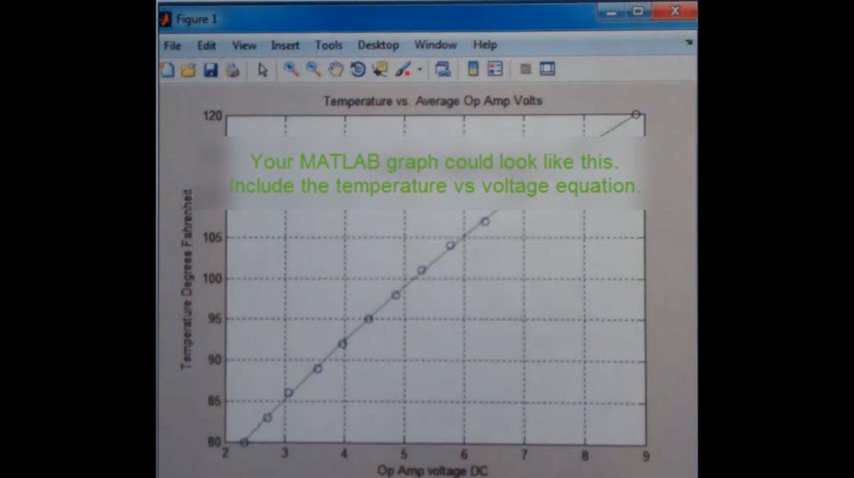 Figure 1
File Edit View Insert Tools Desktop Window Help
Temperature vs. Average Op Amp Volts
120
Your MATLAB graph could look like this.
Include the temperature vs voltage equation.
105
100
95
90
85
80
Temperature Degrees Fahrenheit
2 3 4 5 6 7 8 9
Op Amp voltage DC